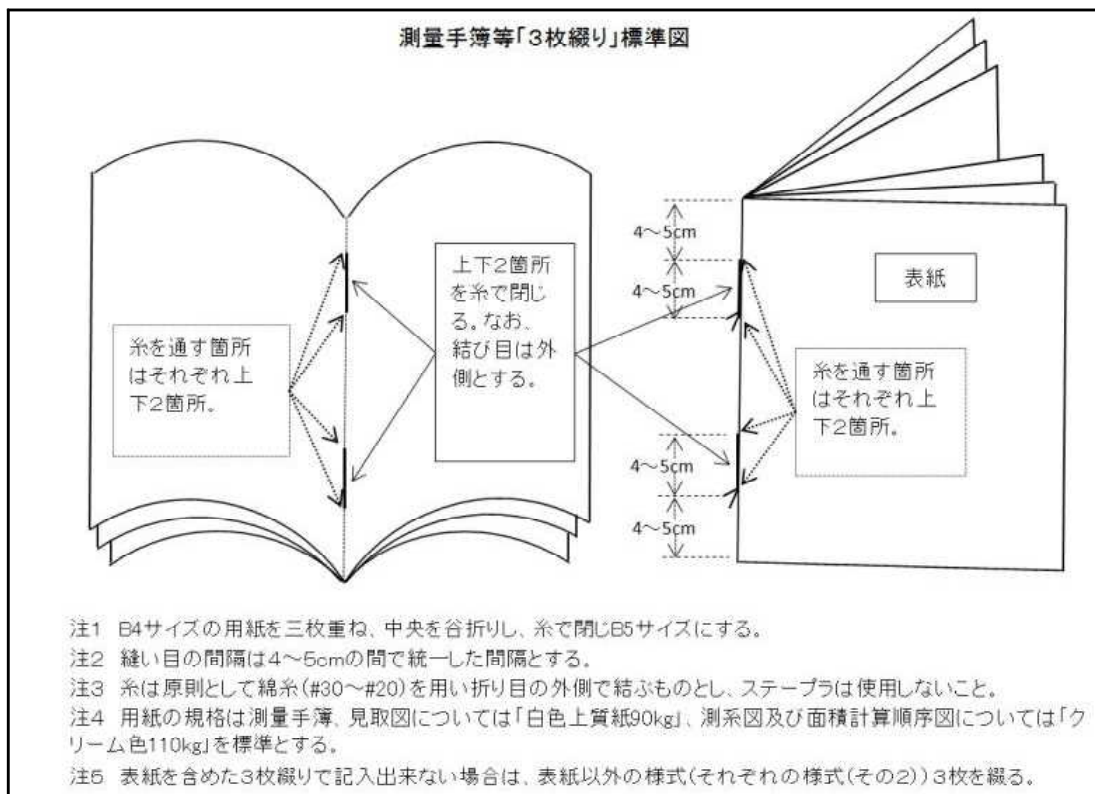 測量手簿等「3枚綴り」標準図
上下2箇所
を糸で閉じ
る。なお、
結び目は外
側とする。
糸を通す箇所
はそれぞれ上
下2箇所。
4～5cm
4～5cm
表紙
糸を通す箇所
はそれぞれ上
下2箇所。
4～5cm
4～5cm
注1 B4サイズの用紙を三枚重ね、中央を谷折りし、糸で閉じB5サイズにする。
注2 縫い目の間隔は4～5cmの間で統一した間隔とする。
注3 糸は原則として綿糸(#30～#20)を用い折り目の外側で結ぶものとし、ステープラは使用しないこと。
注4 用紙の規格は測量手簿、見取図については「白色上質紙90kg」、測系図及び面積計算順序図については「ク
リーム色110kg」を標準とする。
注5 表紙を含めた3枚綴りで記入出来ない場合は、表紙以外の様式(それぞれの様式(その2))3枚を綴る。